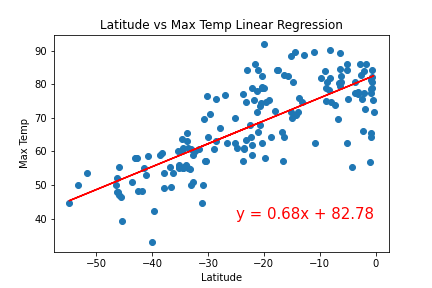 Latitude vs Max Temp Linear Regression
90
80
70
60
50
40
Max Temp
y = 0.68x + 82.78
−50 −40 −30 −20 −10 0
Latitude